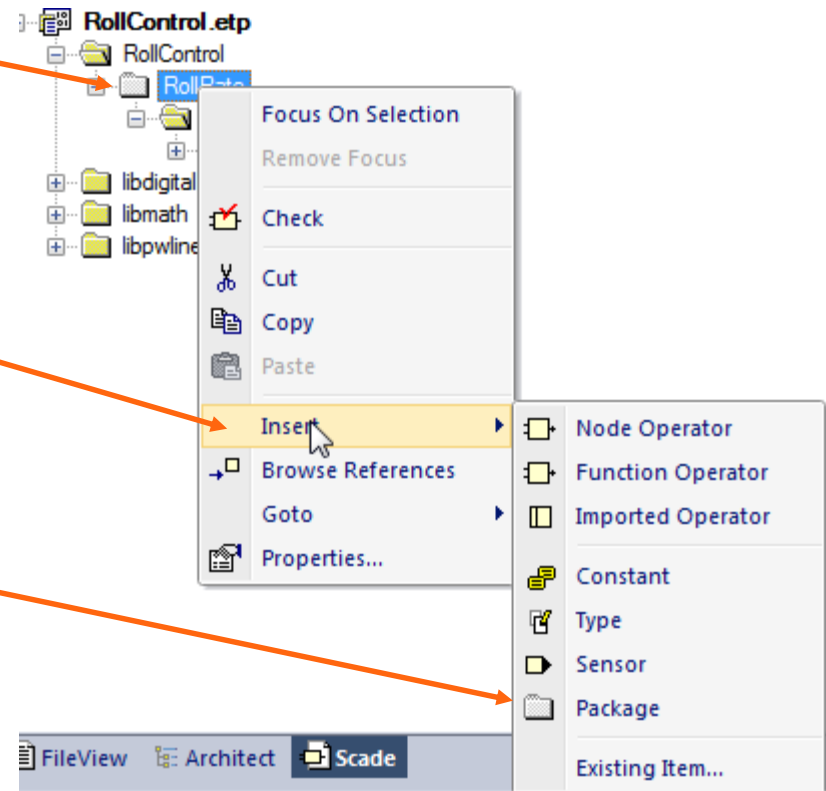 RollControl.etp
RollControl
RollRate
libdigital
libmath
libpwline
Focus On Selection
Remove Focus
Check
Cut
Copy
Paste
Insert
Browse References
Goto
Properties...
Node Operator
Function Operator
Imported Operator
Constant
Type
Sensor
Package
Existing Item...
FileView Architect Scade